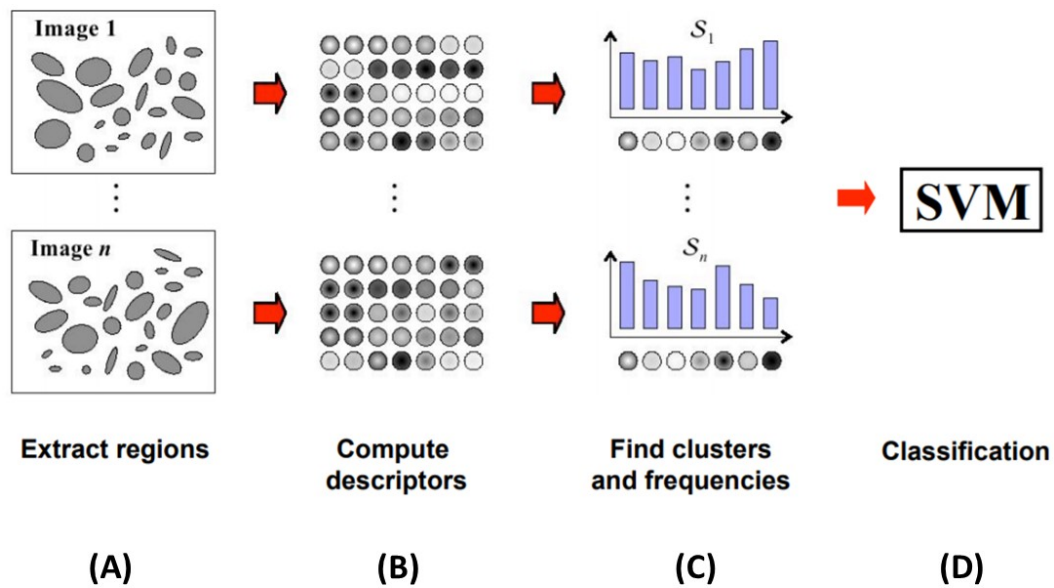 Image 1
S1
⋮
⋮
⋮
SVM
Image n
Sn
Extract regions
Compute
descriptors
Find clusters
and frequencies
Classification
(A)
(B)
(C)
(D)